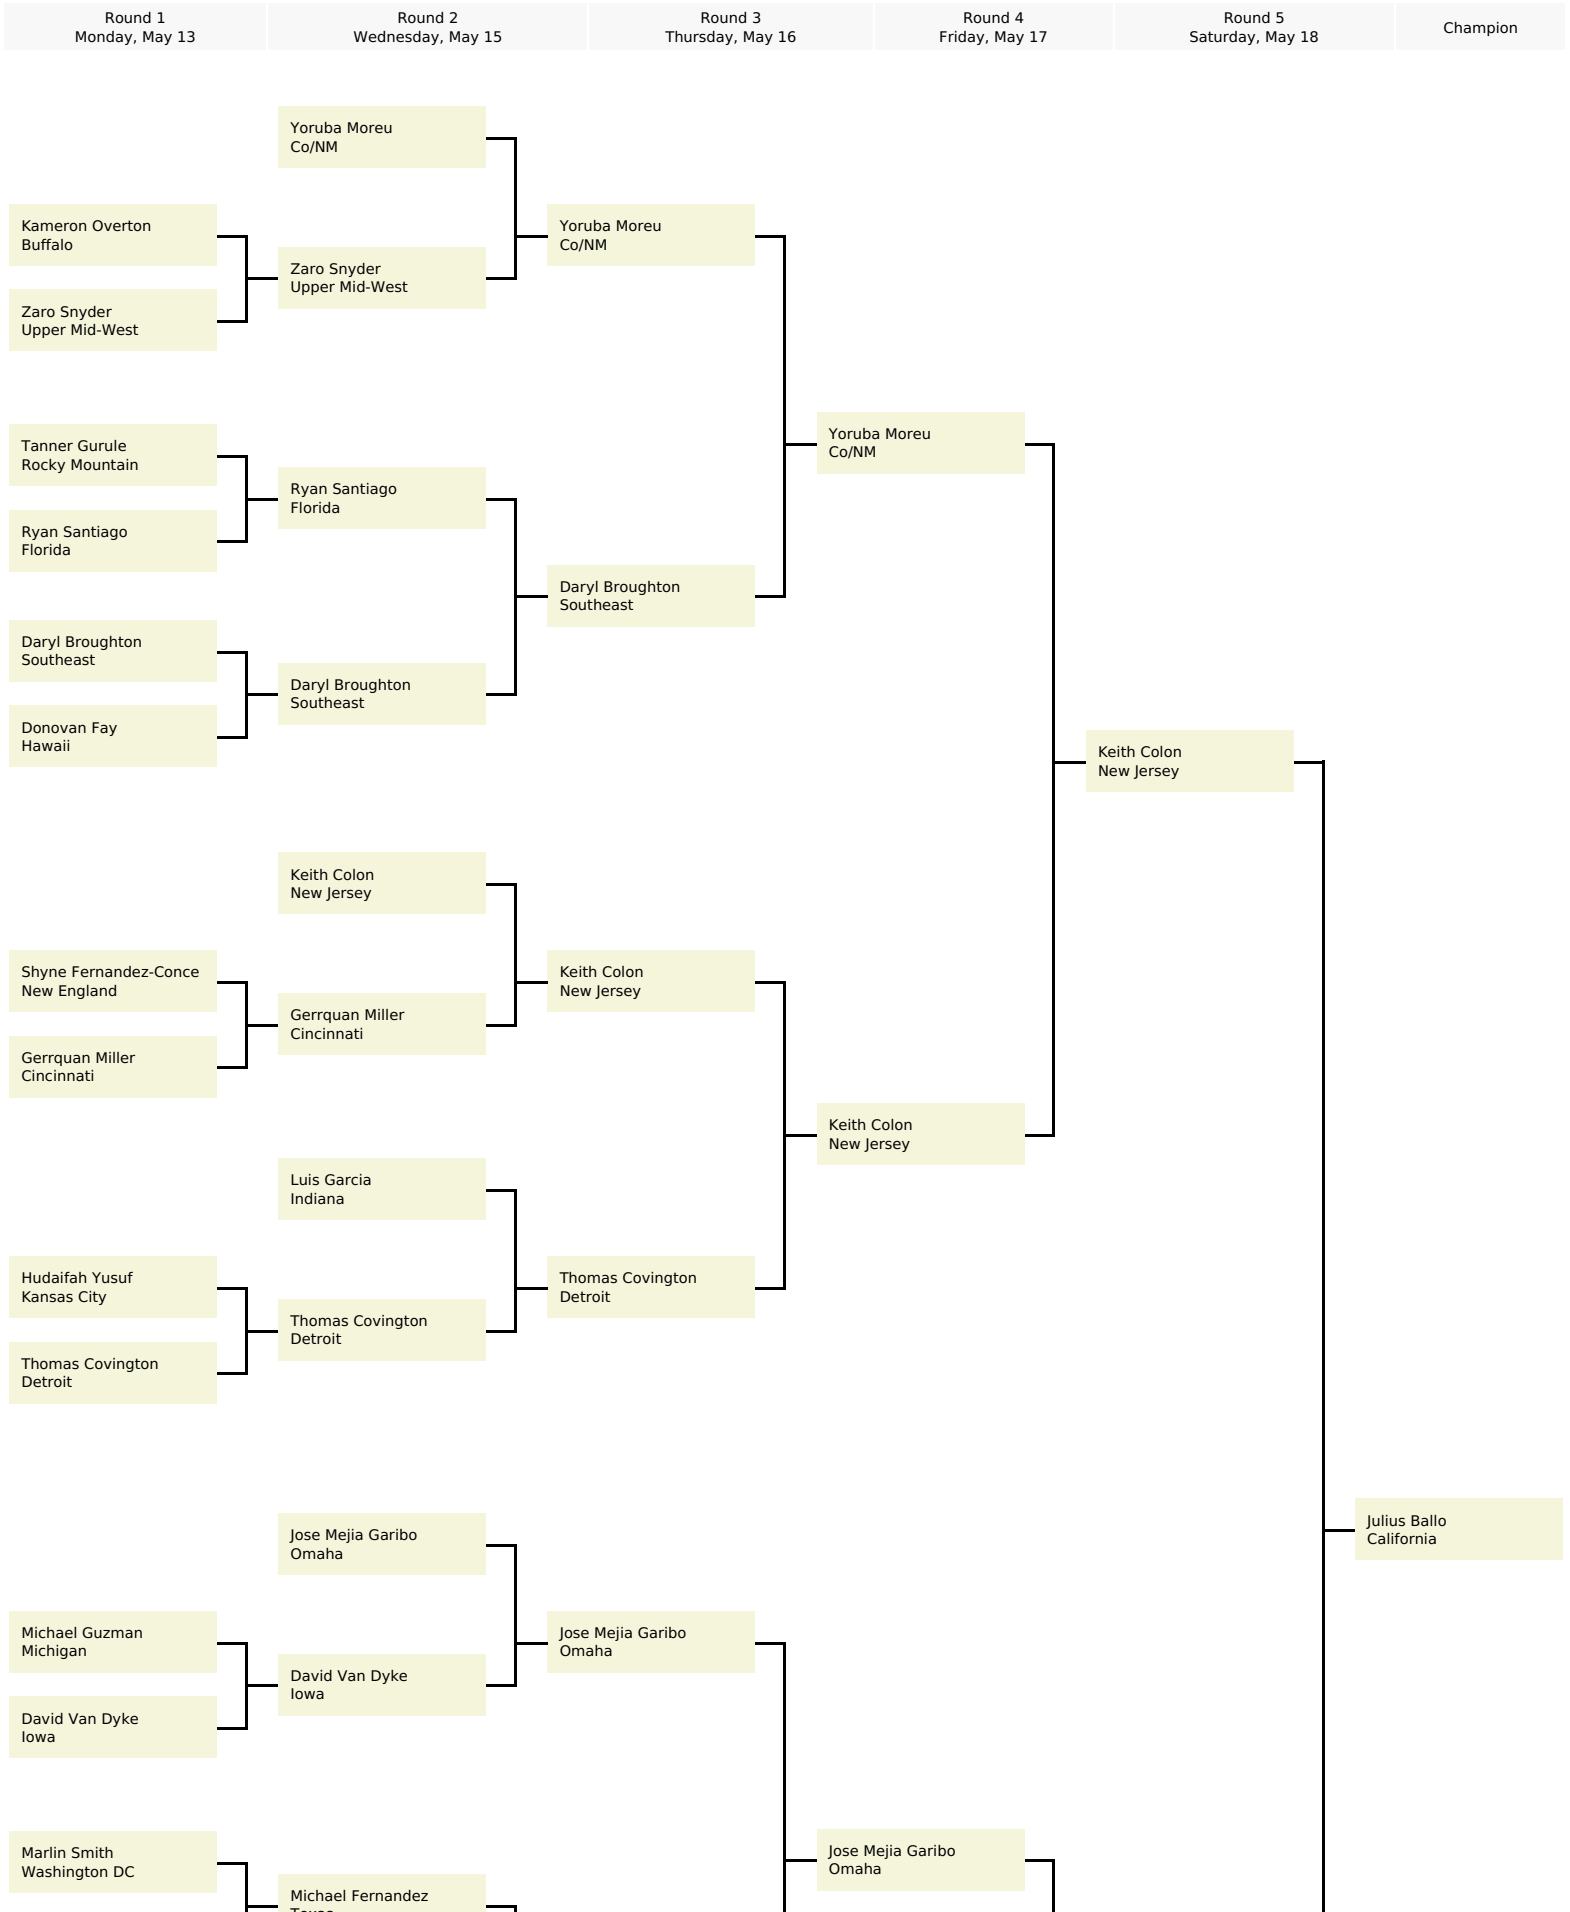 Round 1
Monday, May 13
Round 2
Wednesday, May 15
Round 3
Thursday, May 16
Round 4
Friday, May 17
Round 5
Saturday, May 18
Champion
Yoruba Moreu
Co/NM
Kameron Overton
Buffalo
Yoruba Moreu
Co/NM
Zaro Snyder
Upper Mid-West
Zaro Snyder
Upper Mid-West
Yoruba Moreu
Co/NM
Tanner Gurule
Rocky Mountain
Ryan Santiago
Florida
Ryan Santiago
Florida
Daryl Broughton
Southeast
Daryl Broughton
Southeast
Daryl Broughton
Southeast
Donovan Fay
Hawaii
Keith Colon
New Jersey
Keith Colon
New Jersey
Shyne Fernandez-Conce
New England
Keith Colon
New Jersey
Gerrquan Miller
Cincinnati
Gerrquan Miller
Cincinnati
Keith Colon
New Jersey
Luis Garcia
Indiana
Hudaifah Yusuf
Kansas City
Thomas Covington
Detroit
Thomas Covington
Detroit
Thomas Covington
Detroit
Julius Ballo
California
Jose Mejia Garibo
Omaha
Michael Guzman
Michigan
Jose Mejia Garibo
Omaha
David Van Dyke
Iowa
David Van Dyke
Iowa
Jose Mejia Garibo
Omaha
Marlin Smith
Washington DC
Michael Fernandez